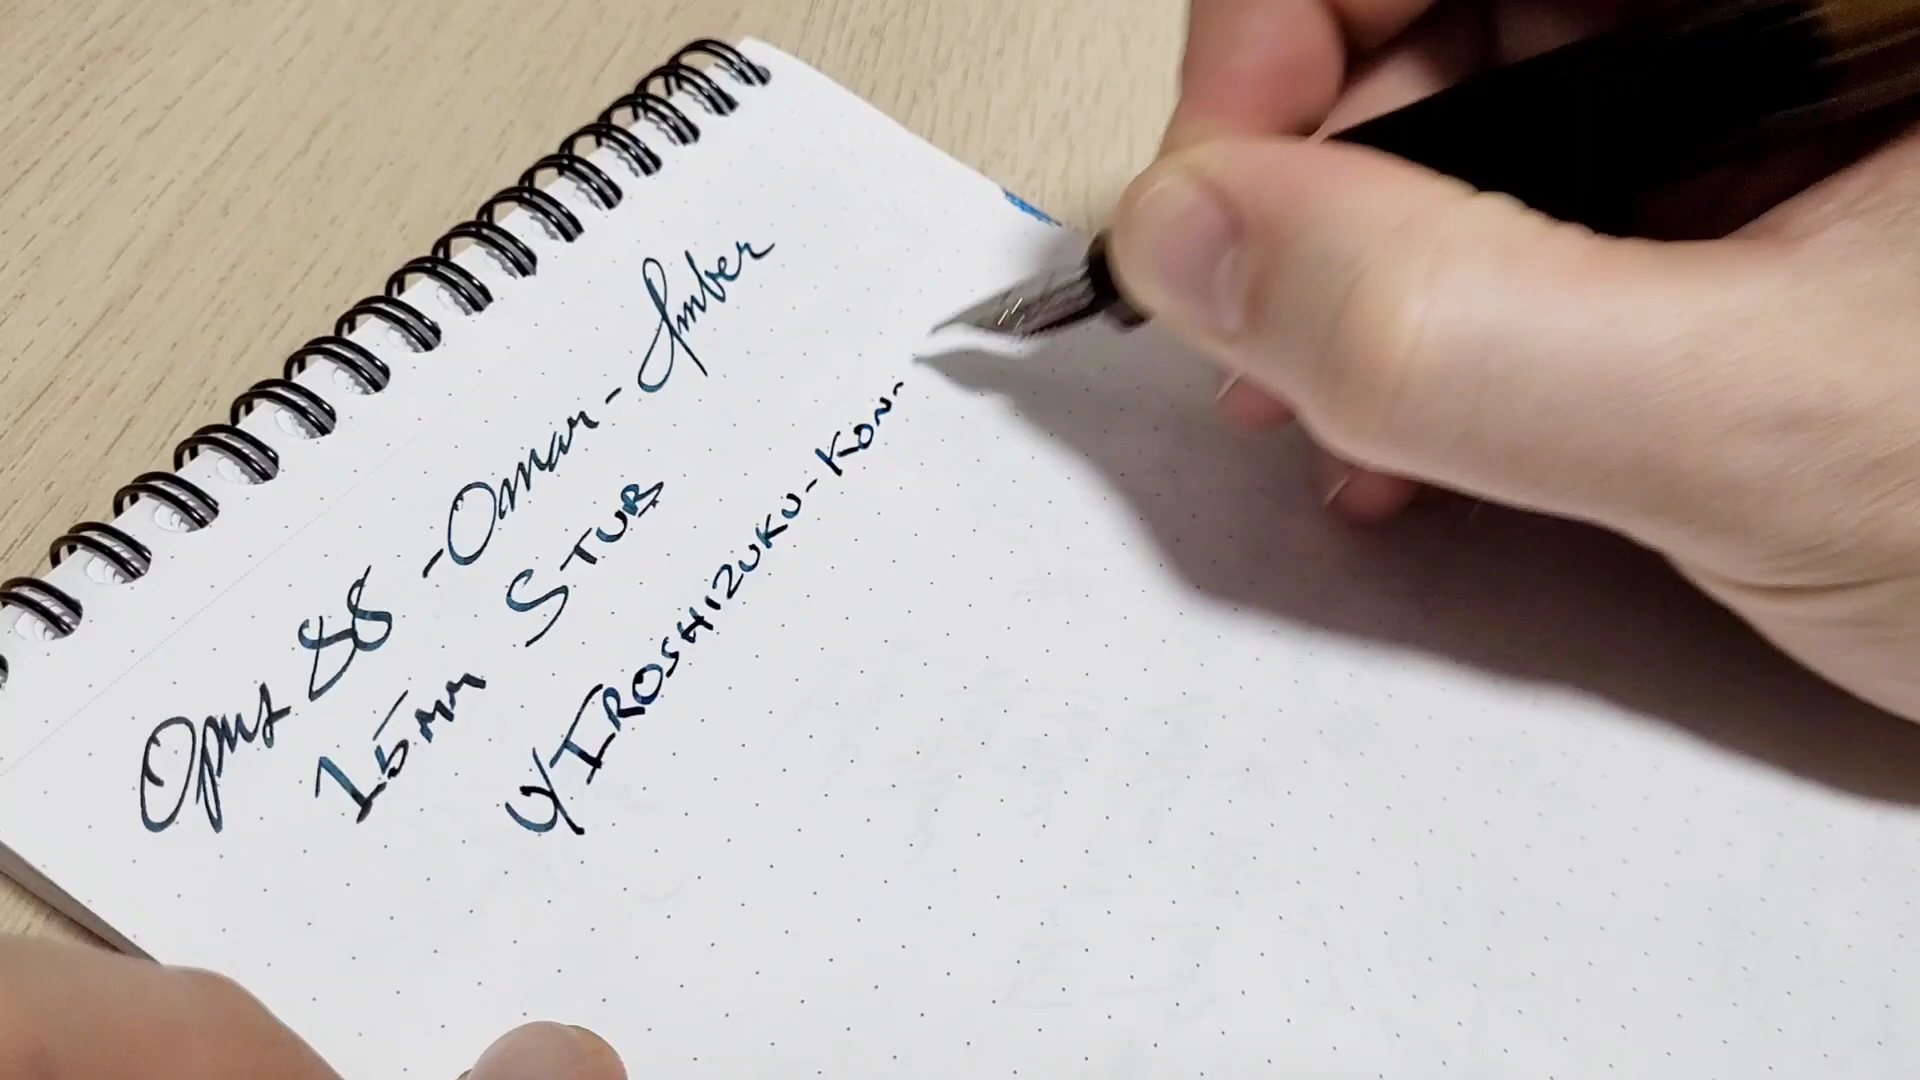 Opus 88 - Omar - Amber
1.5mm STUB
W/ IROSHIZUKU - KON-